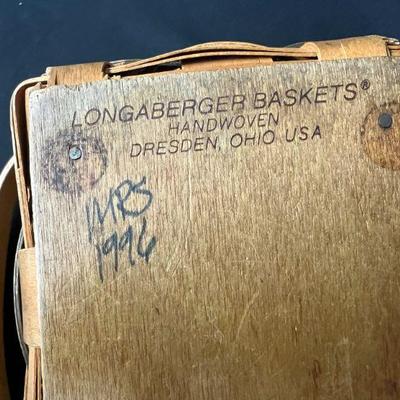 LONGABERGER BASKETS®
HANDWOVEN
DRESDEN, OHIO USA
MRS
1996